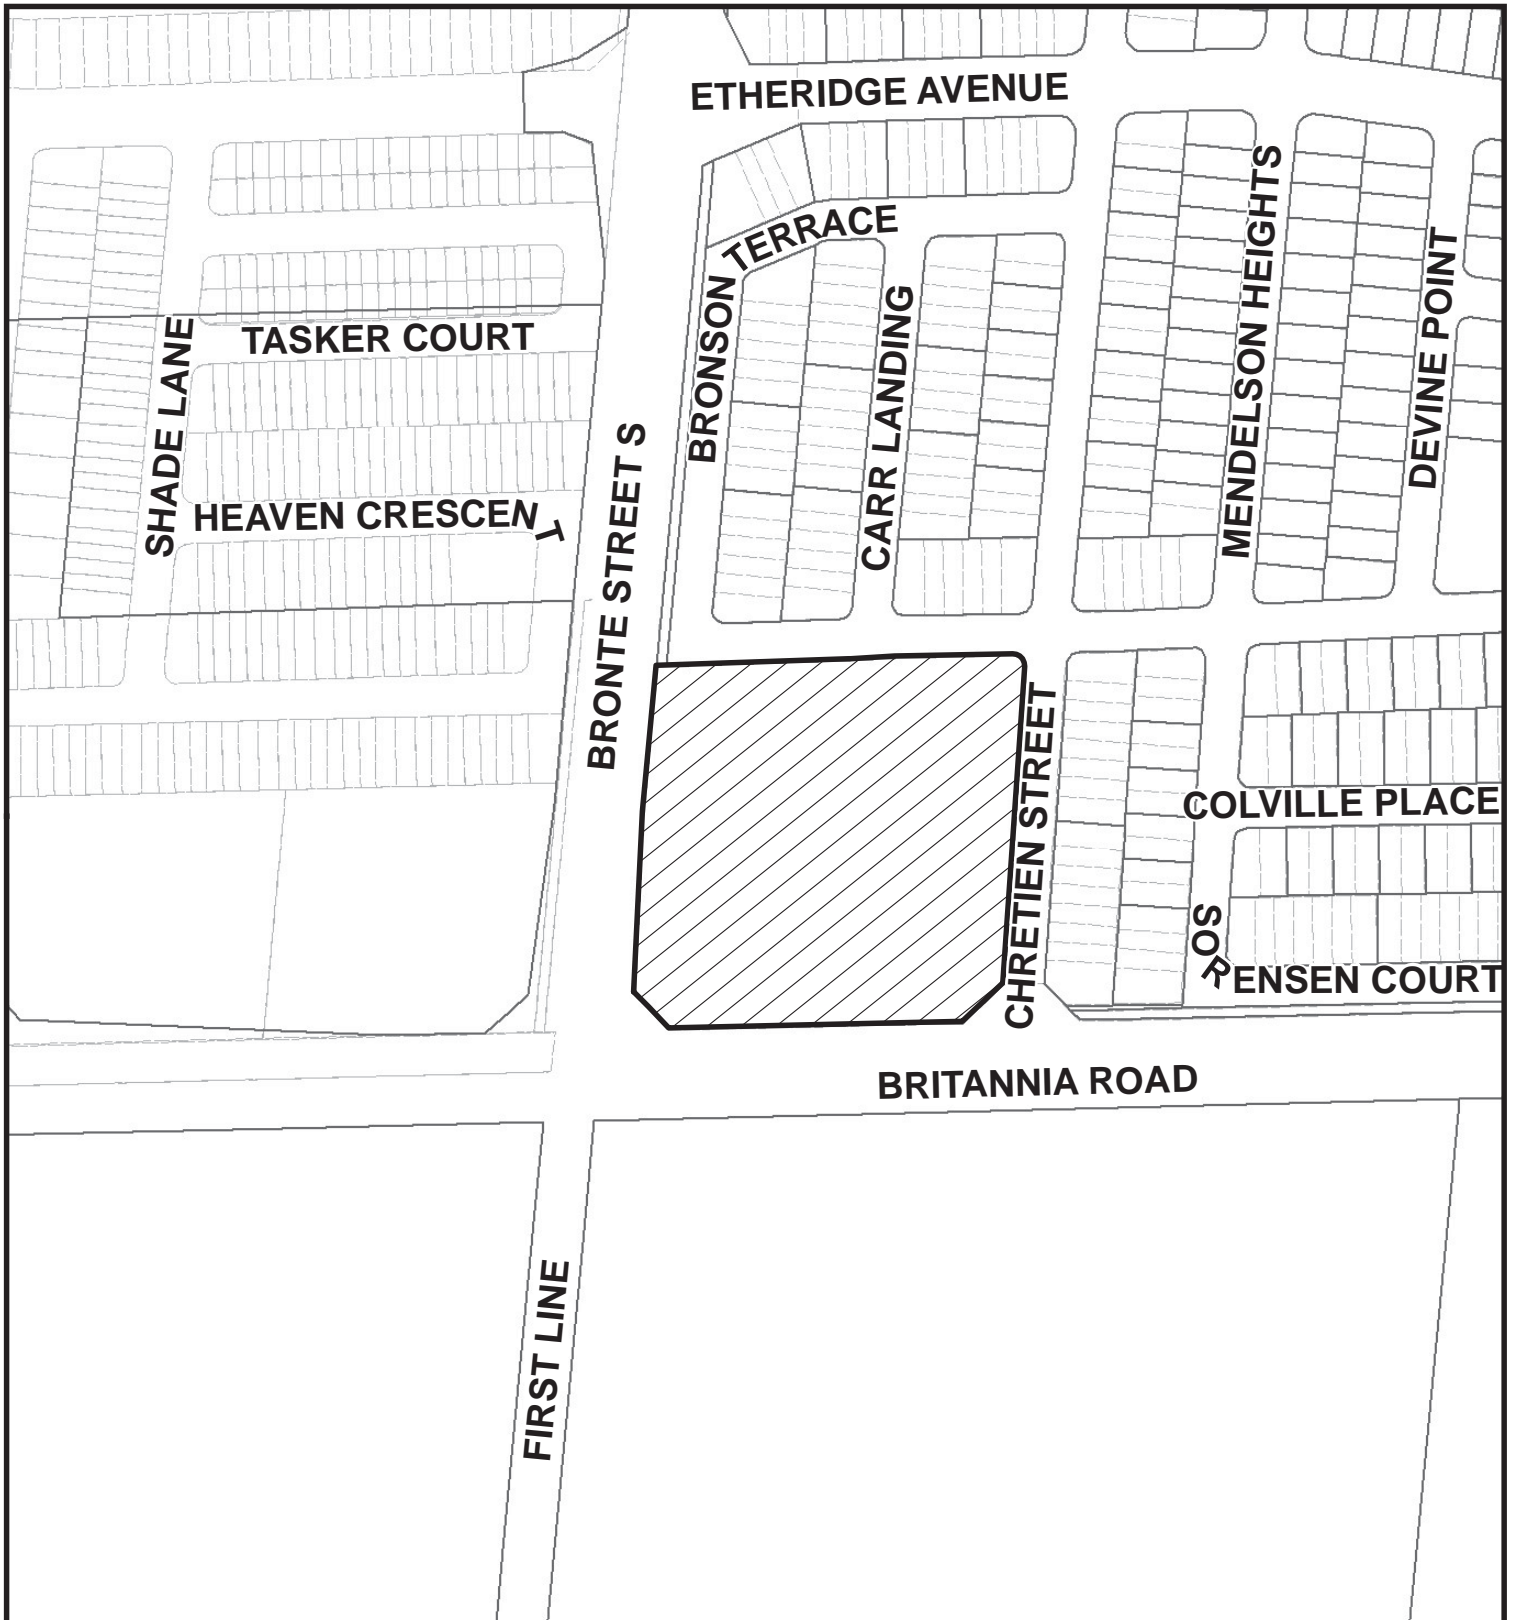 ETHERIDGE AVENUE
BRONSON TERRACE
MENDELSON HEIGHTS
DEVINE POINT
CARR LANDING
TASKER COURT
SHADE LANE
HEAVEN CRESCENT
BRONTE STREET S
CHRETIEN STREET
COLVILLE PLACE
SORENSEN COURT
BRITANNIA ROAD
FIRST LINE